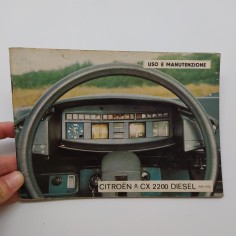 USO E MANUTENZIONE
CITROËN CX 2200 DIESEL